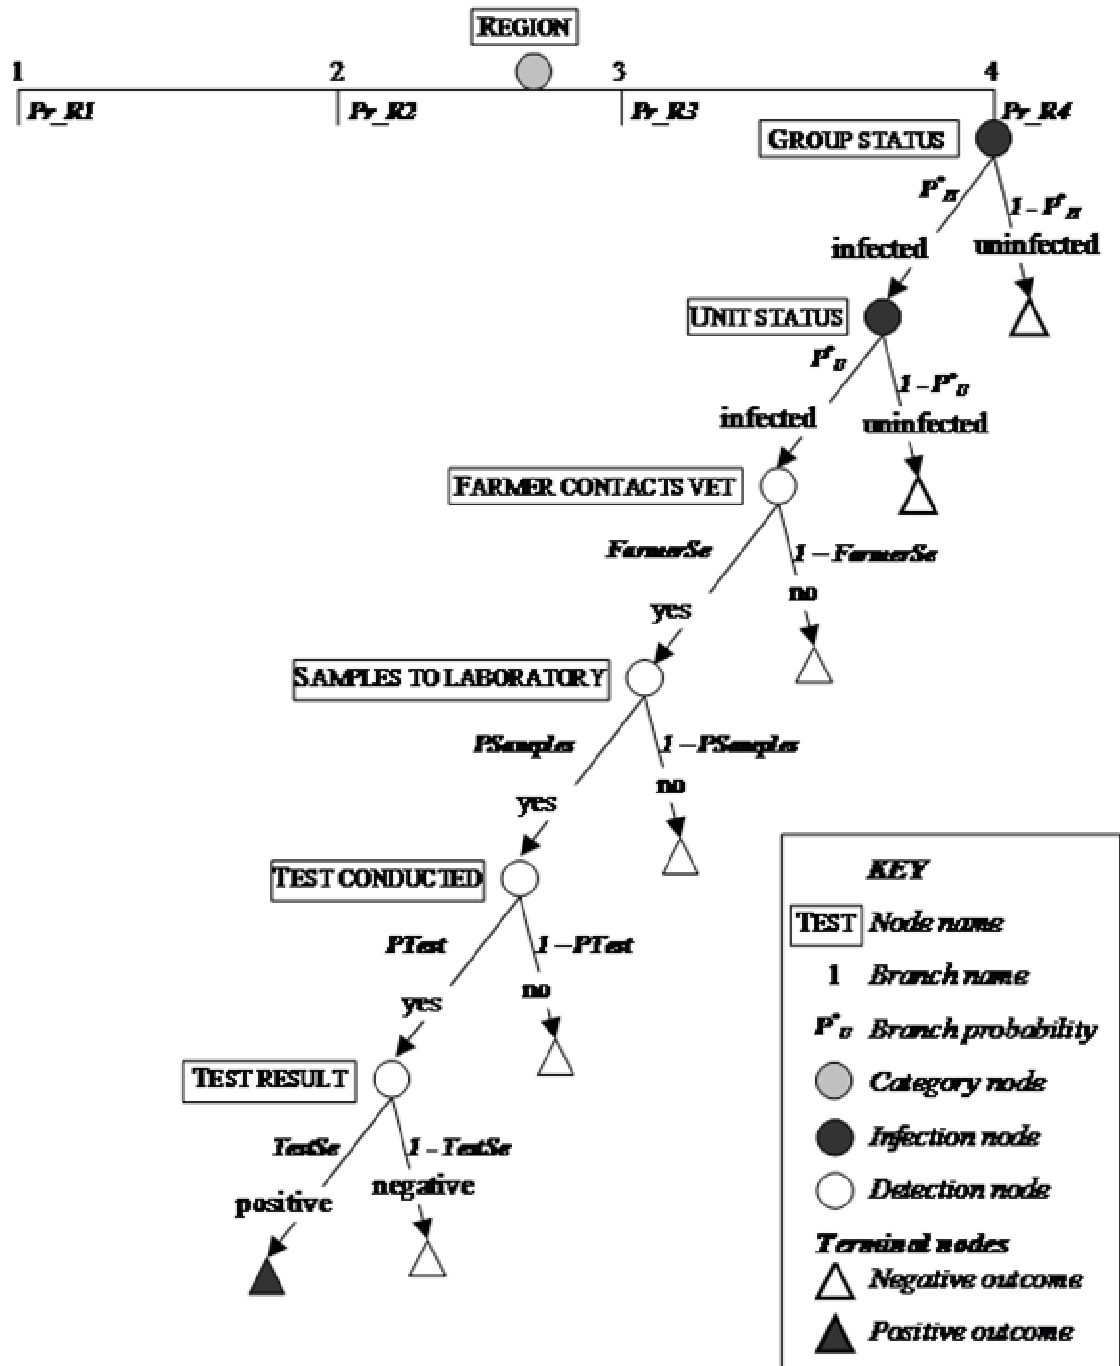 REGION
1 2 3 4
Pr_R1 Pr_R2 Pr_R3 Pr_R4
GROUP STATUS
P*H 1 – P*H
infected uninfected
UNIT STATUS
P*U 1 – P*U
infected uninfected
FARMER CONTACTS VET
FarmerSe 1 – FarmerSe
no
yes
SAMPLES TO LABORATORY
PSamples 1 – PSamples
no
yes
TEST CONDUCTED
PTest 1 – PTest
no
yes
TEST RESULT
TestSe 1 - TestSe
negative
positive
KEY
TEST Node name
1 Branch name
P*U Branch probability
Category node
Infection node
Detection node
Terminal nodes
Negative outcome
Positive outcome